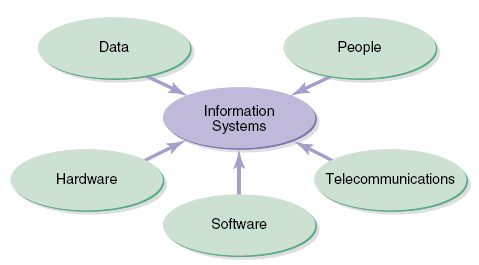 Data
People
Information
Systems
Hardware
Telecommunications
Software